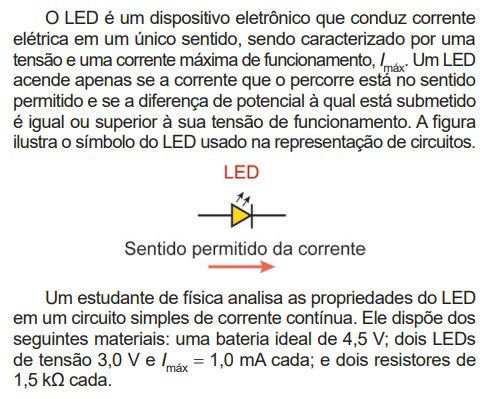 O LED é um dispositivo eletrônico que conduz corrente
elétrica em um único sentido, sendo caracterizado por uma
tensão e uma corrente máxima de funcionamento, Imáx. Um LED
acende apenas se a corrente que o percorre está no sentido
permitido e se a diferença de potencial à qual está submetido
é igual ou superior à sua tensão de funcionamento. A figura
ilustra o símbolo do LED usado na representação de circuitos.
LED
Sentido permitido da corrente
Um estudante de física analisa as propriedades do LED
em um circuito simples de corrente contínua. Ele dispõe dos
seguintes materiais: uma bateria ideal de 4,5 V; dois LEDs
de tensão 3,0 V e Imáx = 1,0 mA cada; e dois resistores de
1,5 kΩ cada.